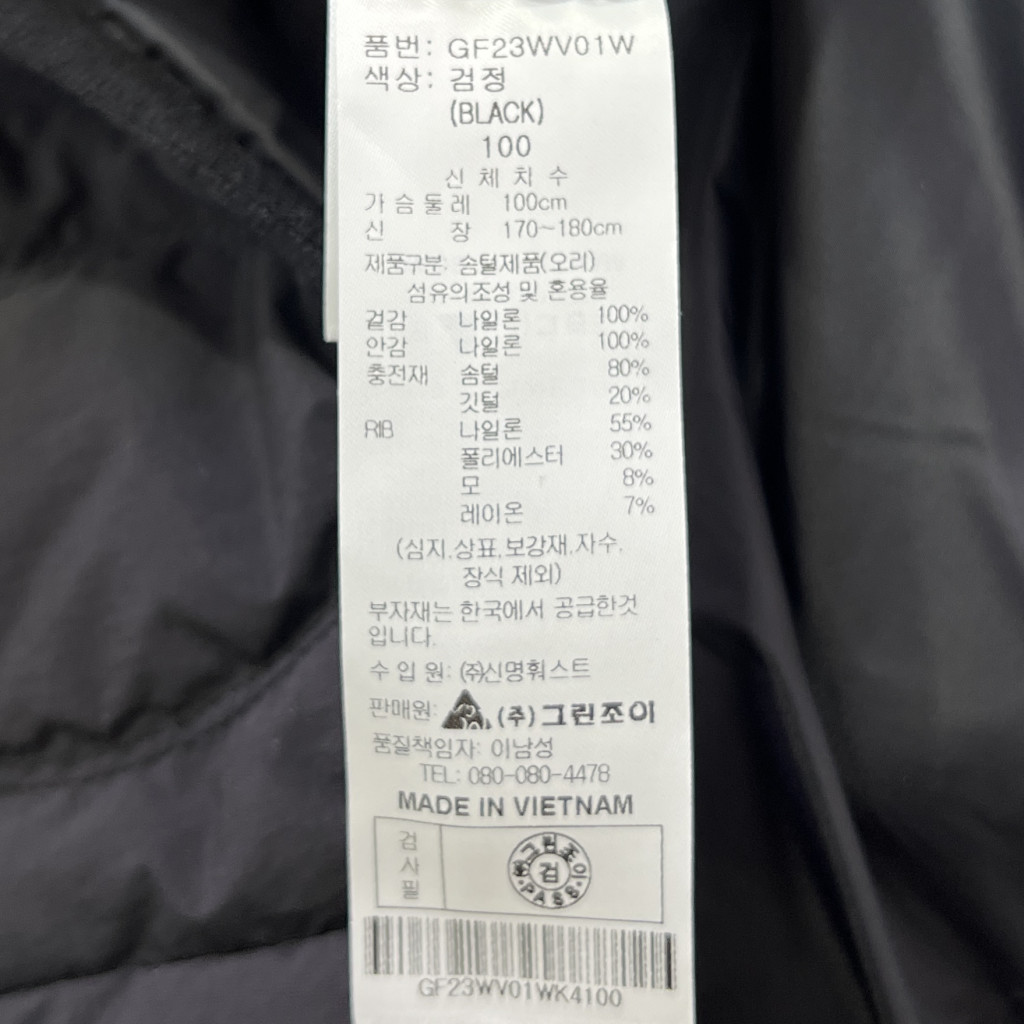 품번: GF23WV01W
색상: 검정
(BLACK)
100
신 체 치 수
가 슴 둘 레 100cm
신 장 170~180cm
제품구분: 솜털제품(오리)
섬유의조성 및 혼용율
겉감 나일론 100%
안감 나일론 100%
충전재 솜털 80%
깃털 20%
RIB 나일론 55%
폴리에스터 30%
모 8%
레이온 7%
(심지,상표,보강재,자수,
장식 제외)
부자재는 한국에서 공급한것
입니다.
수 입 원: (주)신명훠스트
판매원: (주)그린조이
품질책임자: 이남성
TEL: 080-080-4478
MADE IN VIETNAM
검사필
㈜그린조이
검
PASS
GF23WV01WK4100